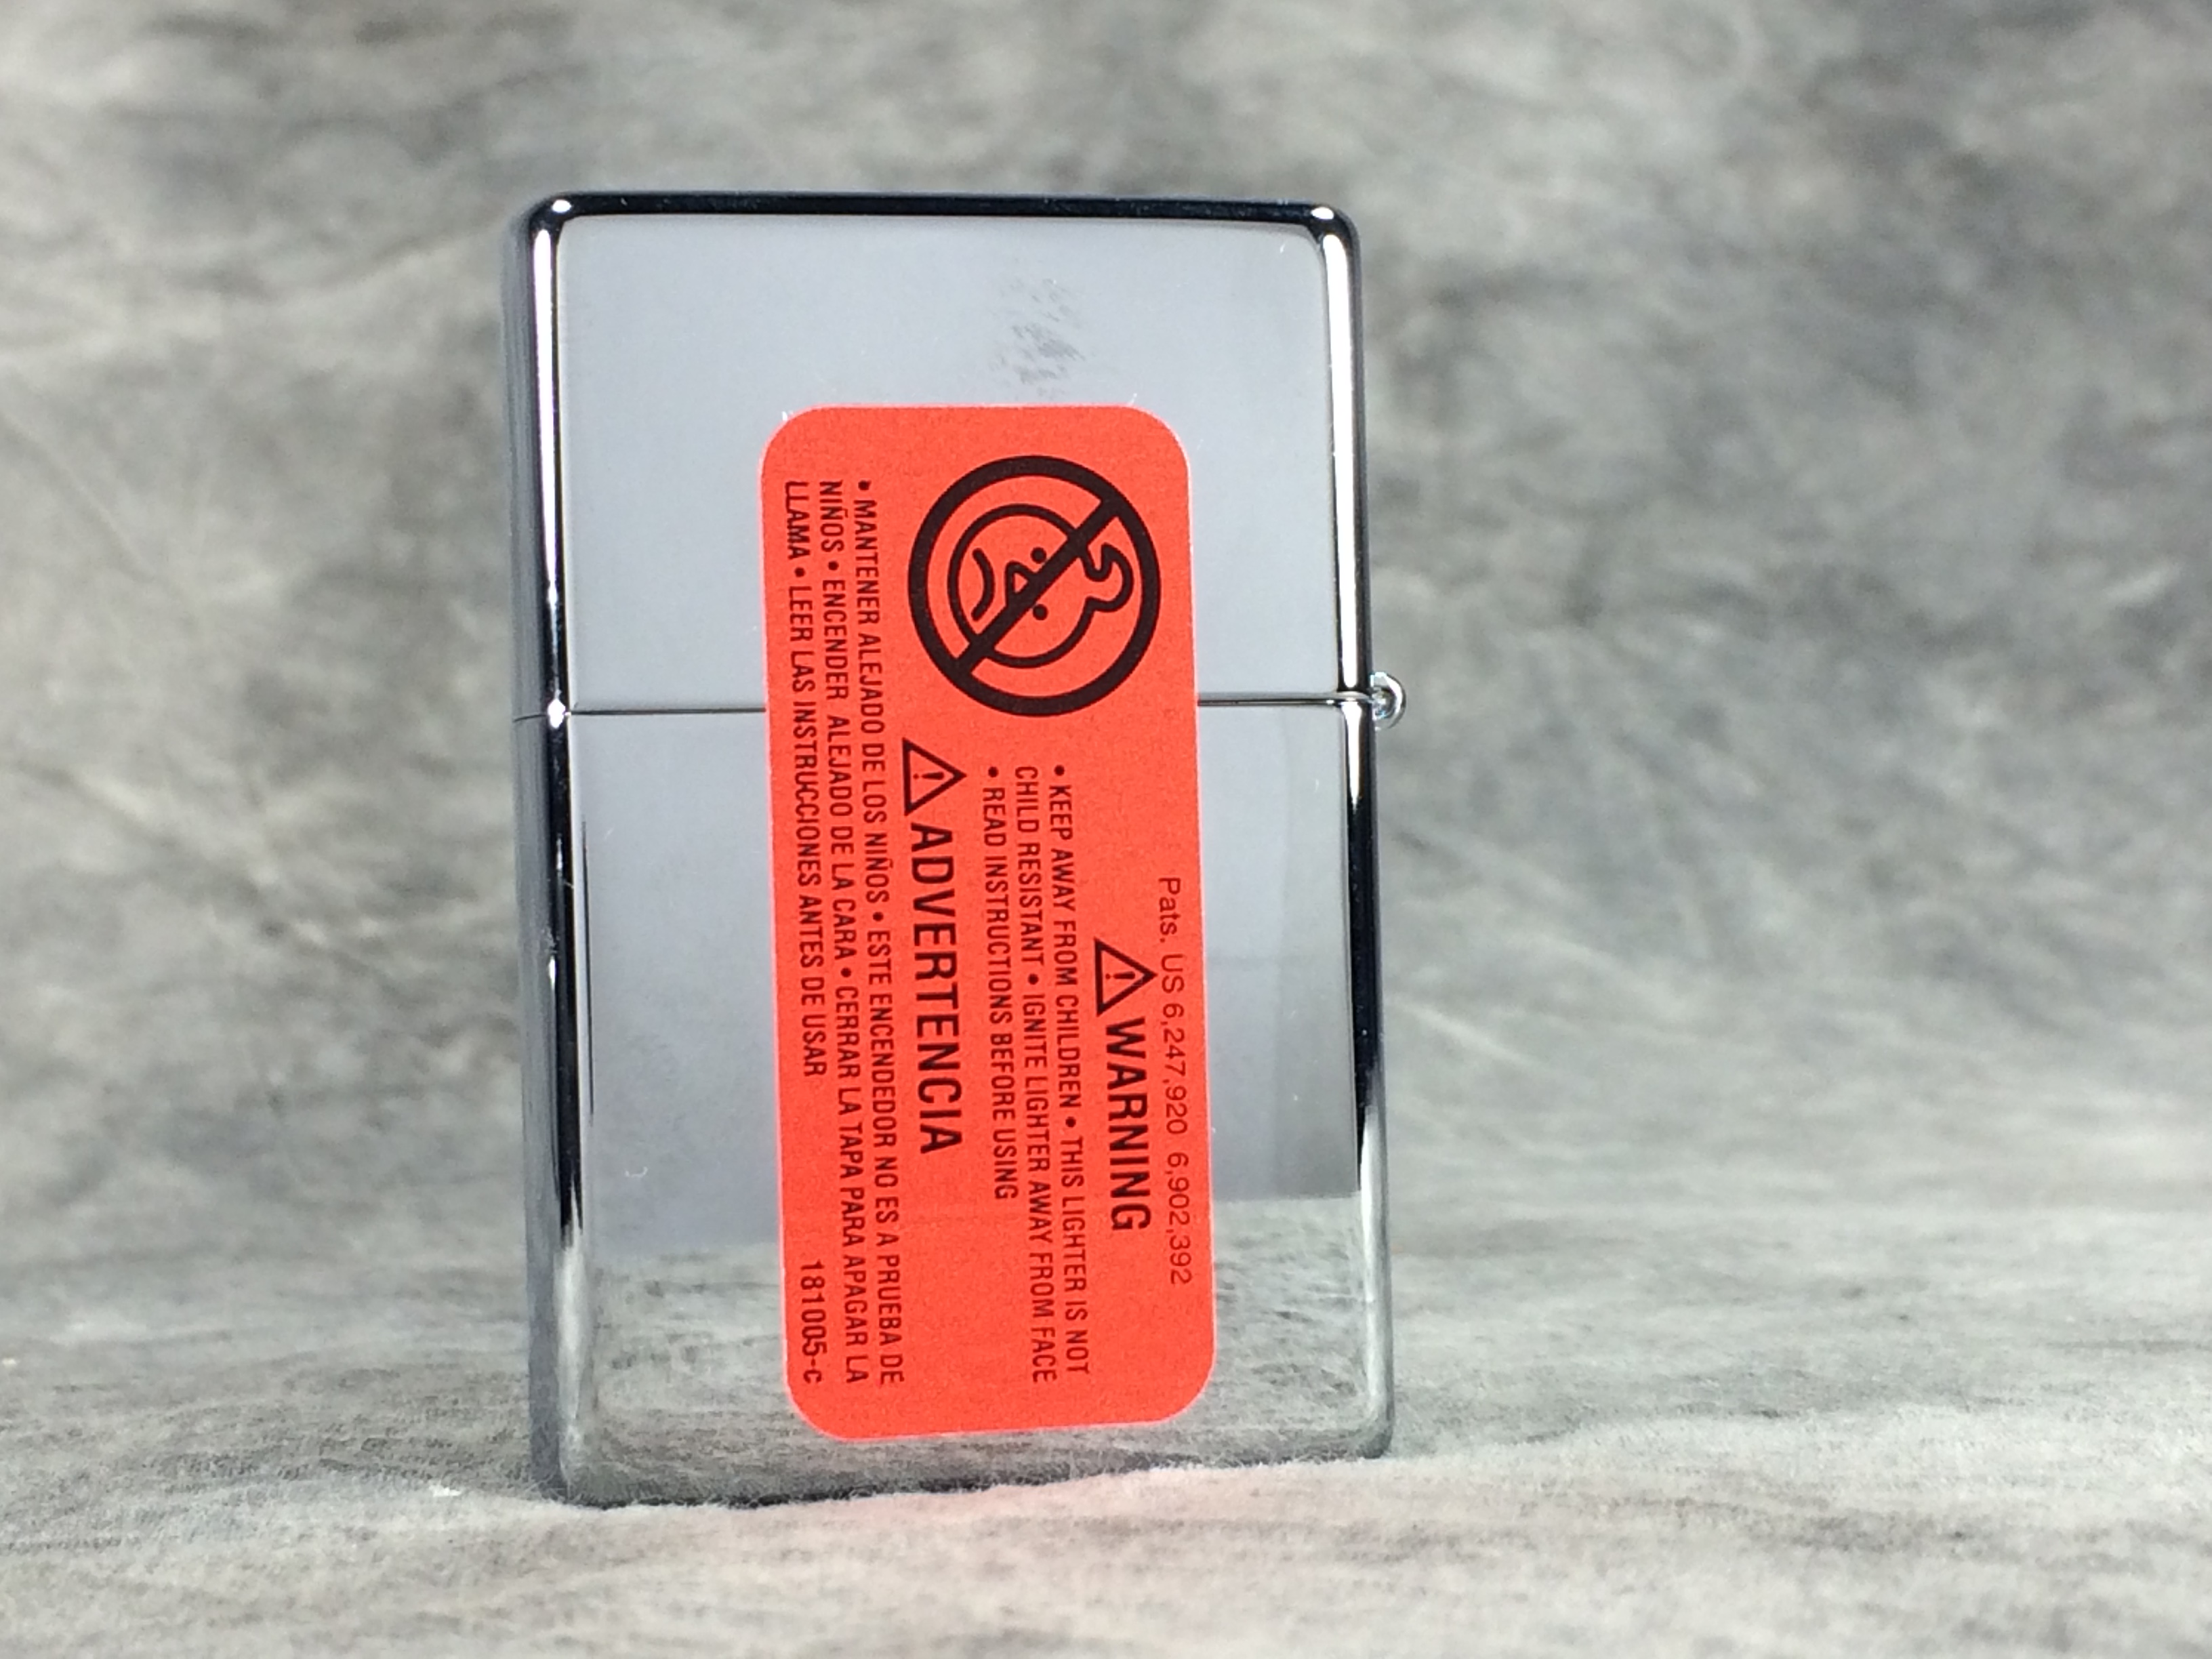 Pats. US 6,247,920 6,902,392
WARNING
• KEEP AWAY FROM CHILDREN • THIS LIGHTER IS NOT
CHILD RESISTANT • IGNITE LIGHTER AWAY FROM FACE
• READ INSTRUCTIONS BEFORE USING
ADVERTENCIA
• MANTENER ALEJADO DE LOS NIÑOS • ESTE ENCENDEDOR NO ES A PRUEBA DE
NIÑOS • ENCENDER ALEJADO DE LA CARA • CERRAR LA TAPA PARA APAGAR LA
LLAMA • LEER LAS INSTRUCCIONES ANTES DE USAR 181005-c